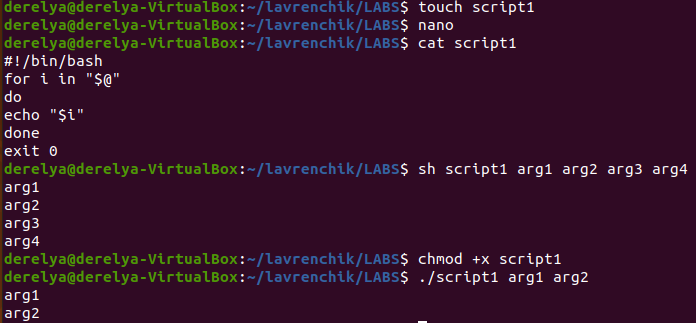 derelya@derelya-VirtualBox:~/lavrenchik/LABS$ touch script1
derelya@derelya-VirtualBox:~/lavrenchik/LABS$ nano
derelya@derelya-VirtualBox:~/lavrenchik/LABS$ cat script1
#!/bin/bash
for i in "$@"
do
echo "$i"
done
exit 0
derelya@derelya-VirtualBox:~/lavrenchik/LABS$ sh script1 arg1 arg2 arg3 arg4
arg1
arg2
arg3
arg4
derelya@derelya-VirtualBox:~/lavrenchik/LABS$ chmod +x script1
derelya@derelya-VirtualBox:~/lavrenchik/LABS$ ./script1 arg1 arg2
arg1
arg2